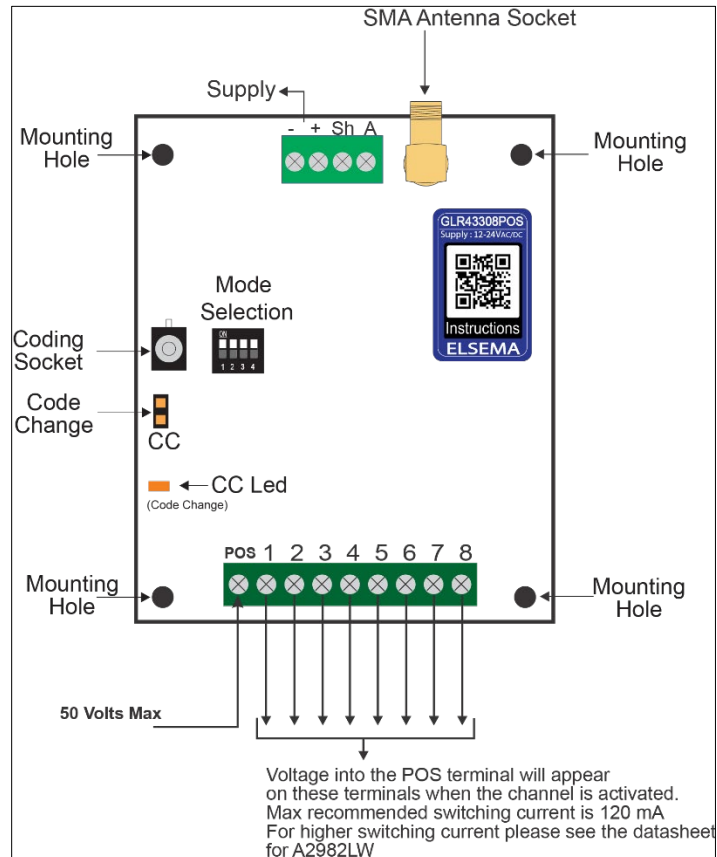 SMA Antenna Socket
Supply
- + Sh A
Mounting
Hole
Mounting
Hole
GLR43308POS
Supply : 12-24VAC/DC
Instructions
ELSEMA
Mode
Selection
ON
1 2 3 4
Coding
Socket
Code
Change
CC
CC Led
(Code Change)
POS 1 2 3 4 5 6 7 8
Mounting
Hole
Mounting
Hole
50 Volts Max
Voltage into the POS terminal will appear
on these terminals when the channel is activated.
Max recommended switching current is 120 mA
For higher switching current please see the datasheet
for A2982LW